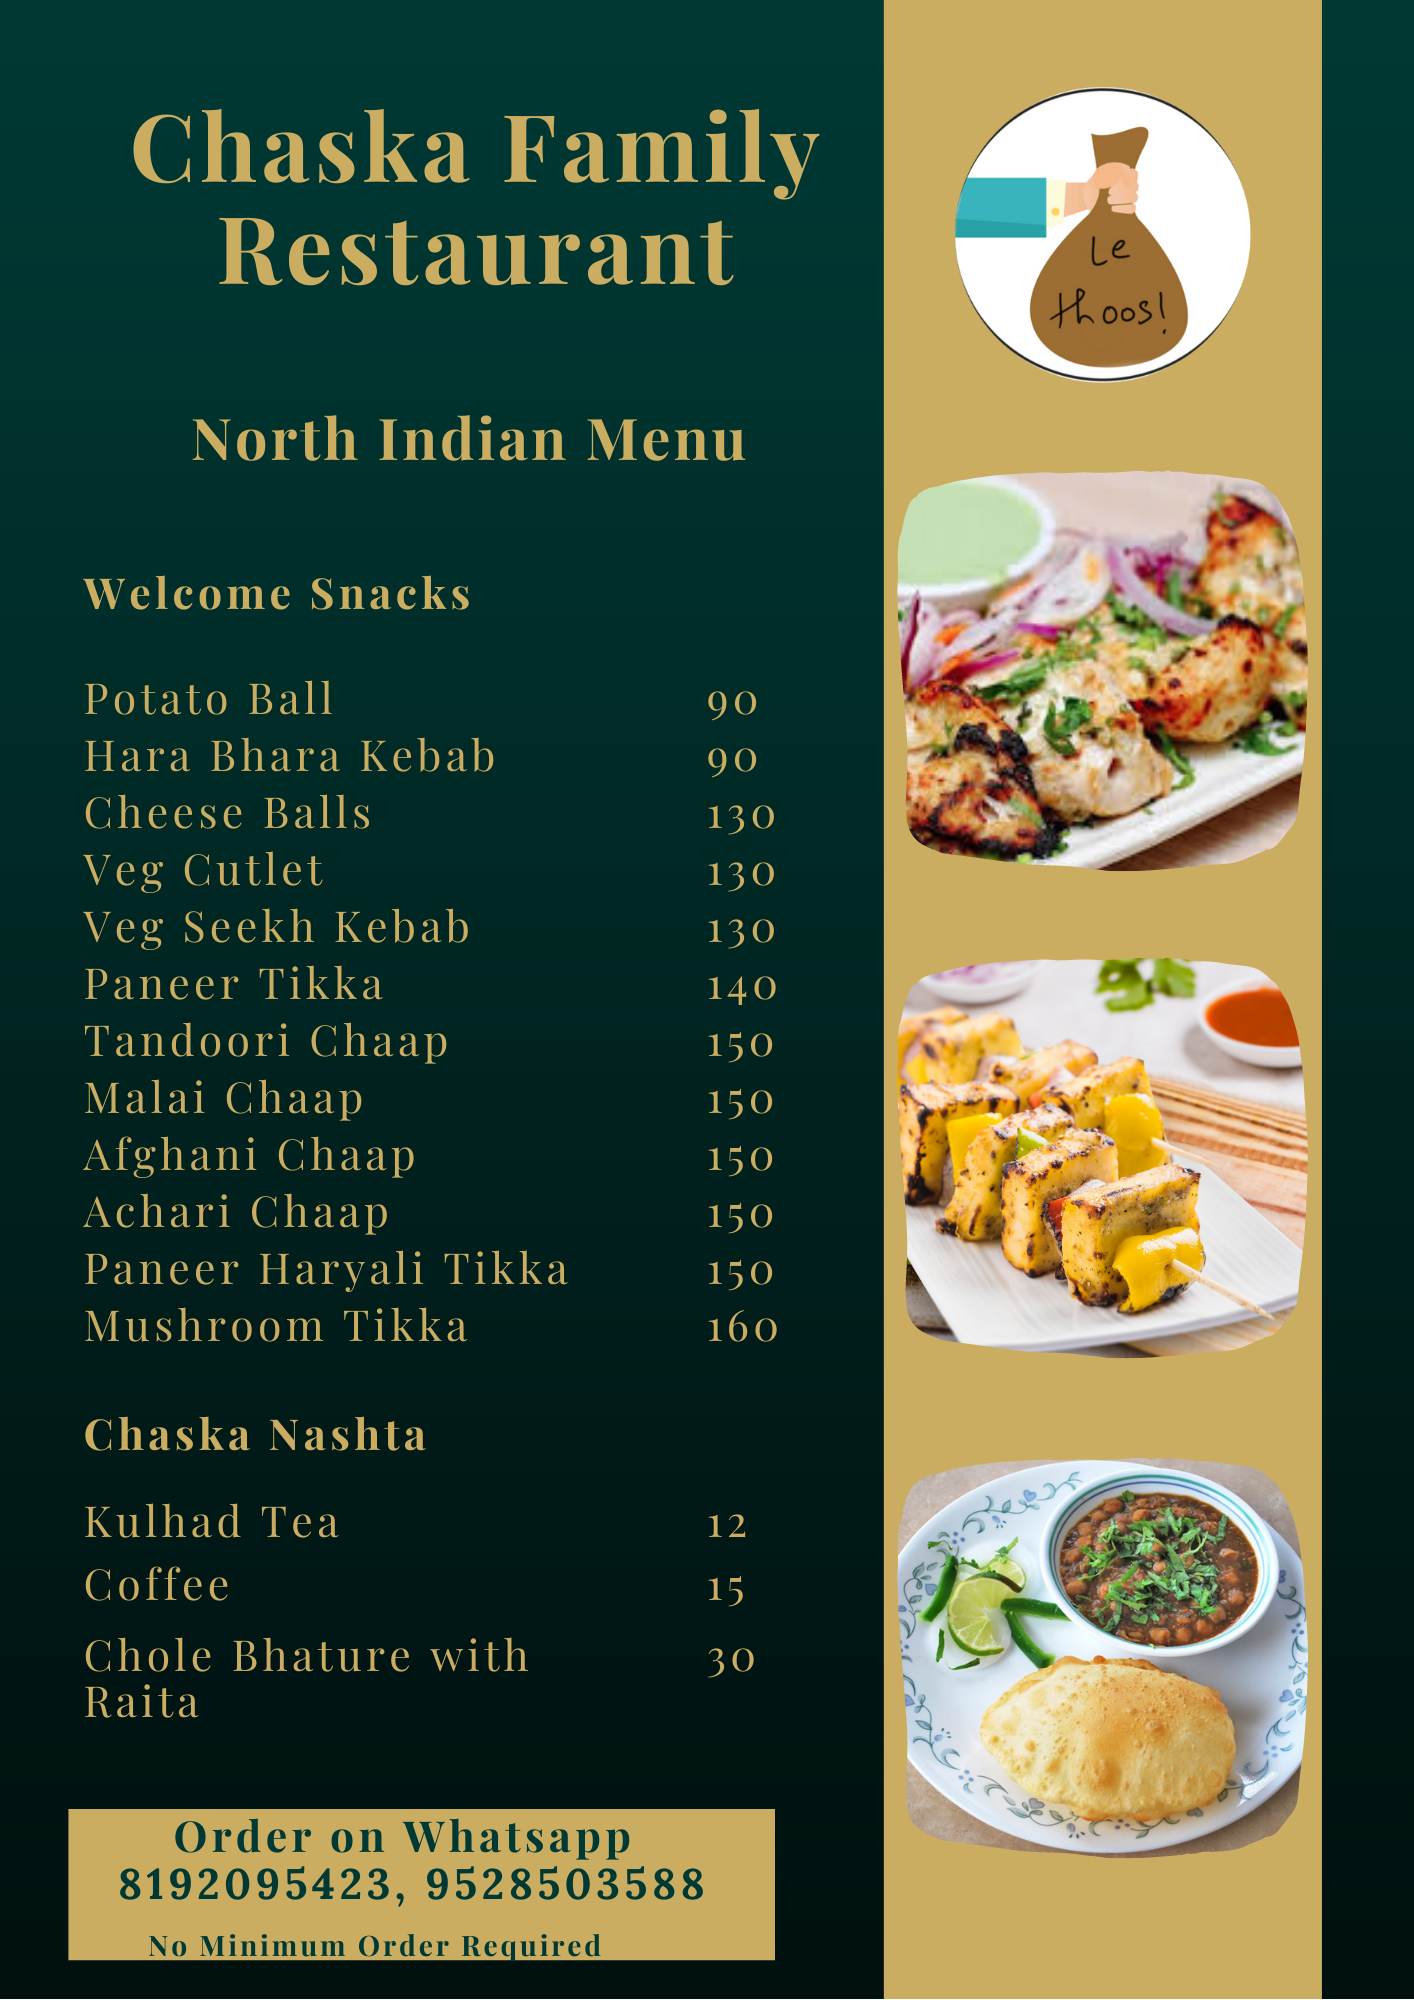 Chaska Family
Restaurant
Le
thoos!
North Indian Menu
Welcome Snacks
Potato Ball 90
Hara Bhara Kebab 90
Cheese Balls 130
Veg Cutlet 130
Veg Seekh Kebab 130
Paneer Tikka 140
Tandoori Chaap 150
Malai Chaap 150
Afghani Chaap 150
Achari Chaap 150
Paneer Haryali Tikka 150
Mushroom Tikka 160
Chaska Nashta
Kulhad Tea 12
Coffee 15
Chole Bhature with 30
Raita
Order on Whatsapp
8192095423, 9528503588
No Minimum Order Required